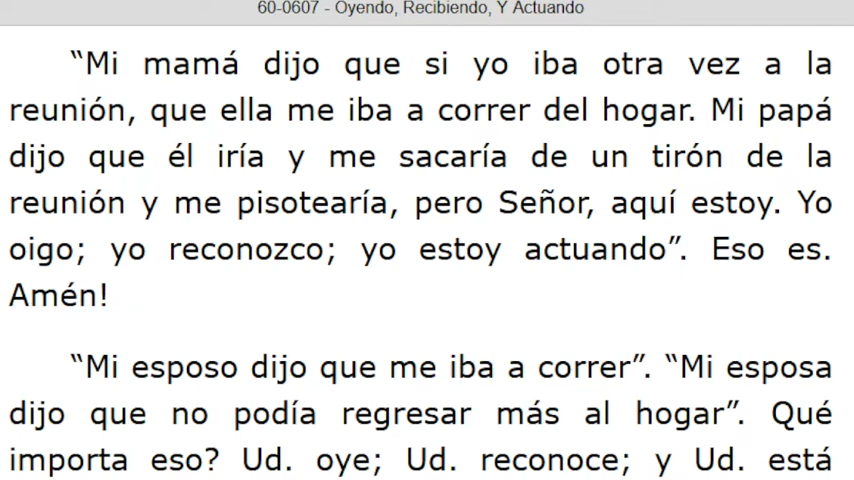 60-0607 - Oyendo, Recibiendo, Y Actuando
“Mi mamá dijo que si yo iba otra vez a la
reunión, que ella me iba a correr del hogar. Mi papá
dijo que él iría y me sacaría de un tirón de la
reunión y me pisotearía, pero Señor, aquí estoy. Yo
oigo; yo reconozco; yo estoy actuando”. Eso es.
Amén!
“Mi esposo dijo que me iba a correr”. “Mi esposa
dijo que no podía regresar más al hogar”. Qué
importa eso? Ud. oye; Ud. reconoce; y Ud. está